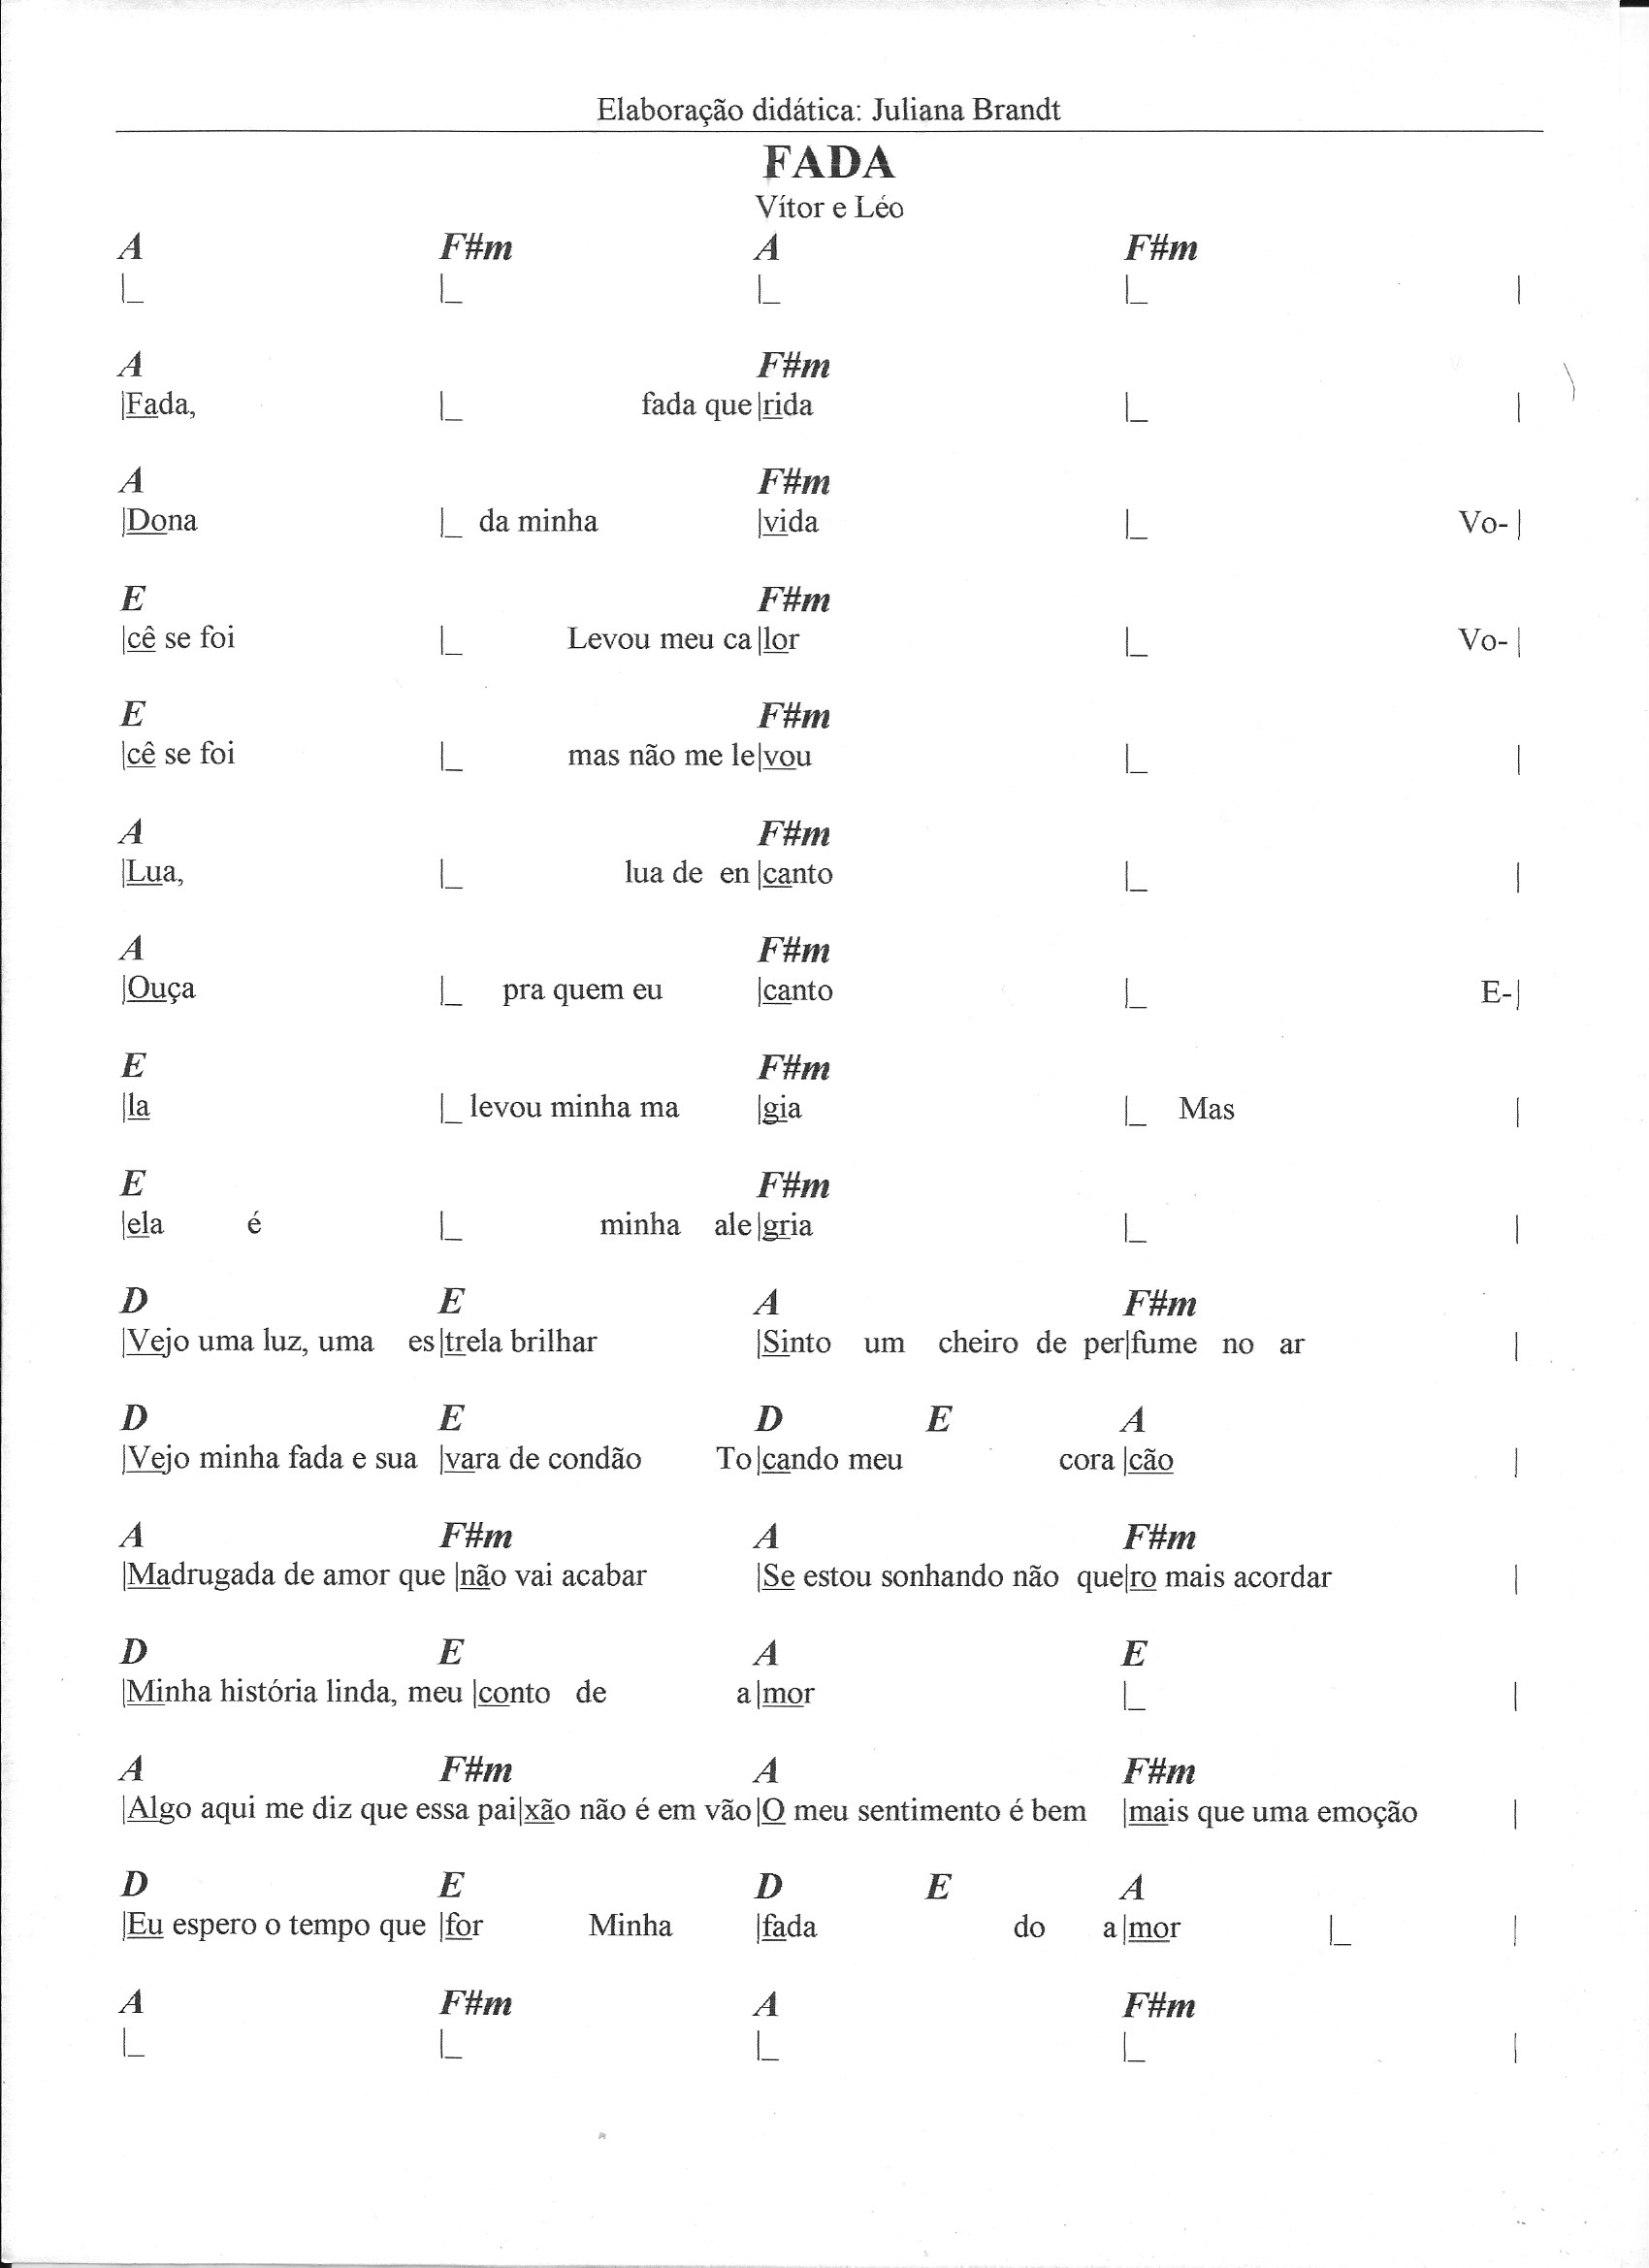 Elaboração didática: Juliana Brandt
FADA
Vítor e Léo
A F#m A F#m
|_ |_ |_ |_ |
A F#m
|Fada, |_ fada que|rida |_ |
A F#m
|Dona |_ da minha |vida |_ Vo- |
E F#m
|cê se foi |_ Levou meu ca|lor |_ Vo- |
E F#m
|cê se foi |_ mas não me le|vou |_ |
A F#m
|Lua, |_ lua de en |canto |_ |
A F#m
|Ouça |_ pra quem eu |canto |_ E-|
E F#m
|la |_ levou minha ma |gia |_ Mas |
E F#m
|ela é |_ minha ale|gria |_ |
D E A F#m
|Vejo uma luz, uma es|trela brilhar |Sinto um cheiro de per|fume no ar |
D E D E A
|Vejo minha fada e sua |vara de condão To|cando meu cora |cão |
A F#m A F#m
|Madrugada de amor que |não vai acabar |Se estou sonhando não que|ro mais acordar |
D E A E
|Minha história linda, meu |conto de a|mor |_ |
A F#m A F#m
|Algo aqui me diz que essa pai|xão não é em vão|O meu sentimento é bem |mais que uma emoção |
D E D E A
|Eu espero o tempo que |for Minha |fada do a|mor |_ |
A F#m A F#m
|_ |_ |_ |_ |